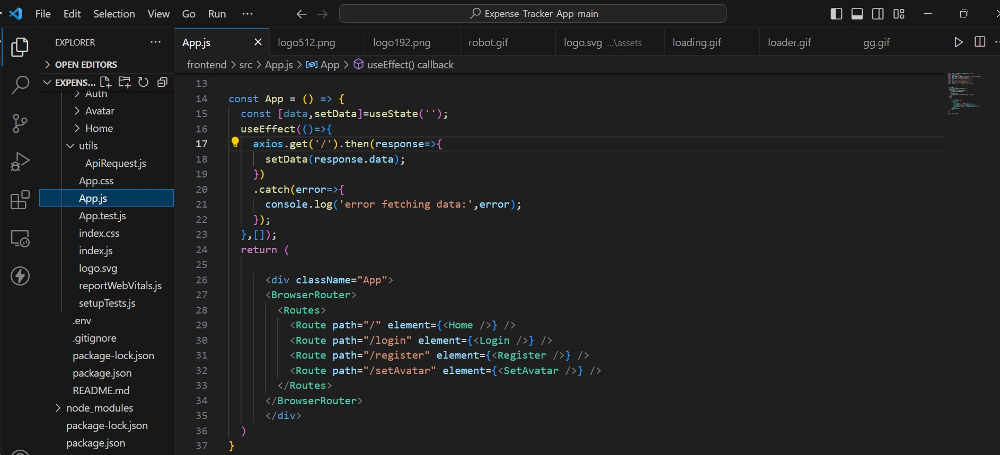 File Edit Selection View Go Run ··· Expense-Tracker-App-main
EXPLORER ···
App.js logo512.png logo192.png robot.gif logo.svg ...\assets loading.gif loader.gif gg.gif
OPEN EDITORS
frontend > src > App.js > App > useEffect() callback
EXPENS...
Auth
Avatar
Home
utils
ApiRequest.js
App.css
App.js
App.test.js
index.css
index.js
logo.svg
reportWebVitals.js
setupTests.js
.env
.gitignore
package-lock.json
package.json
README.md
node_modules
package-lock.json
package.json
13
14 const App = () => {
15 const [data,setData]=useState('');
16 useEffect(()=>{
17 axios.get('/').then(response=>{
18 setData(response.data);
19 })
20 .catch(error=>{
21 console.log('error fetching data:',error);
22 });
23 },[]);
24 return (
25
26 <div className="App">
27 <BrowserRouter>
28 <Routes>
29 <Route path="/" element={<Home />} />
30 <Route path="/login" element={<Login />} />
31 <Route path="/register" element={<Register />} />
32 <Route path="/setAvatar" element={<SetAvatar />} />
33 </Routes>
34 </BrowserRouter>
35 </div>
36 )
37 }